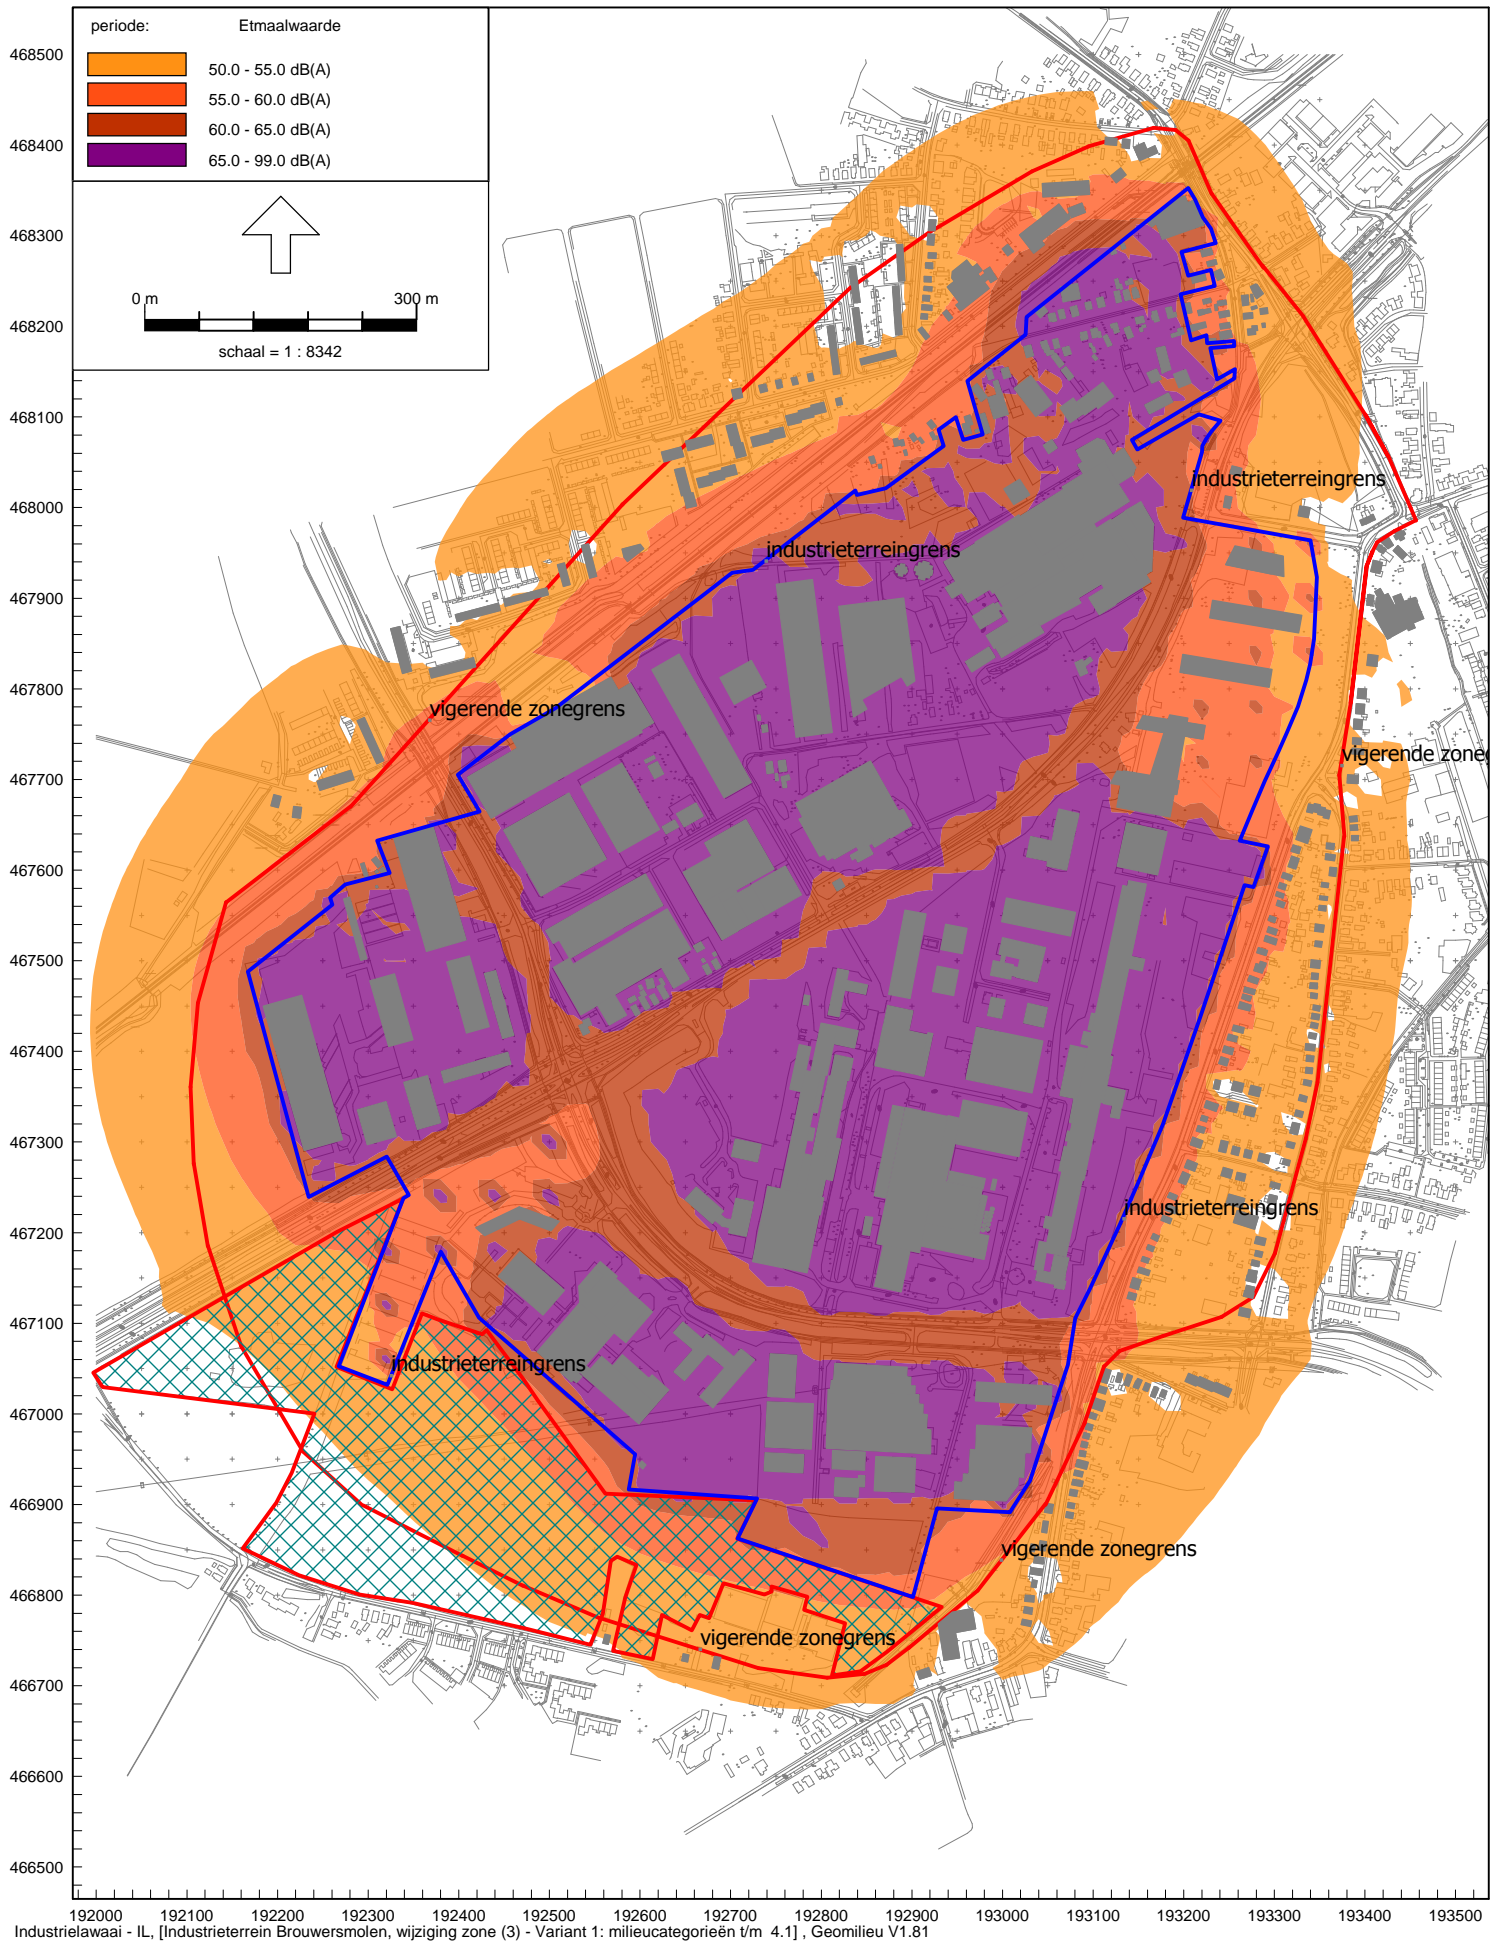 periode: Etmaalwaarde
50.0 - 55.0 dB(A)
55.0 - 60.0 dB(A)
60.0 - 65.0 dB(A)
65.0 - 99.0 dB(A)
0 m 300 m
schaal = 1 : 8342
468500
468400
468300
468200
468100
468000
467900
467800
467700
467600
467500
467400
467300
467200
467100
467000
466900
466800
466700
466600
466500
industrieterreingrens
industrieterreingrens
vigerende zonegrens
vigerende zoneg
industrieterreingrens
industrieterreingrens
vigerende zonegrens
vigerende zonegrens
192000 192100 192200 192300 192400 192500 192600 192700 192800 192900 193000 193100 193200 193300 193400 193500
Industrielawaai - IL, [Industrieterrein Brouwersmolen, wijziging zone (3) - Variant 1: milieucategorieën t/m 4.1] , Geomilieu V1.81